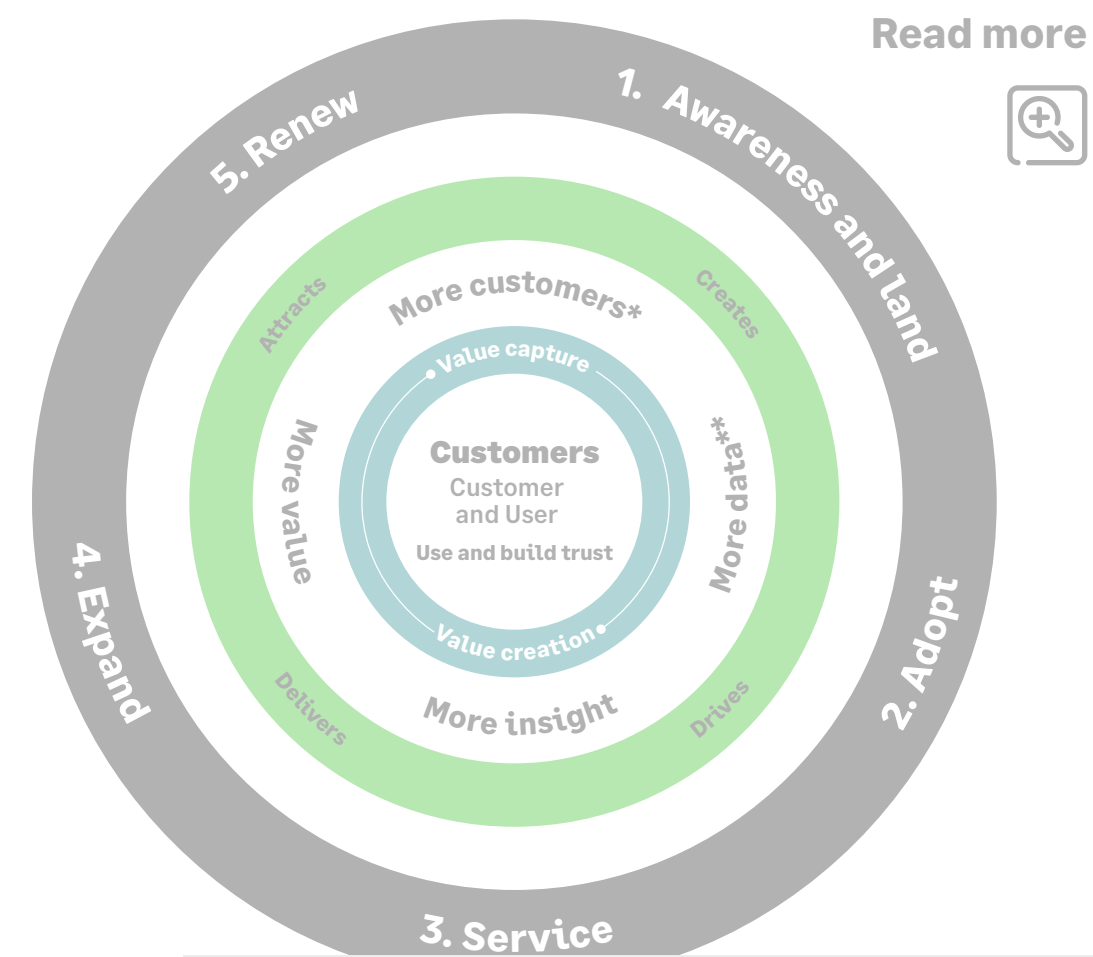 Read more
1. Awareness and land
2. Adopt
3. Service
4. Expand
5. Renew
Attracts
Creates
Drives
Delivers
More customers*
More data**
More insight
More value
Value capture
Value creation
Customers
Customer
and User
Use and build trust